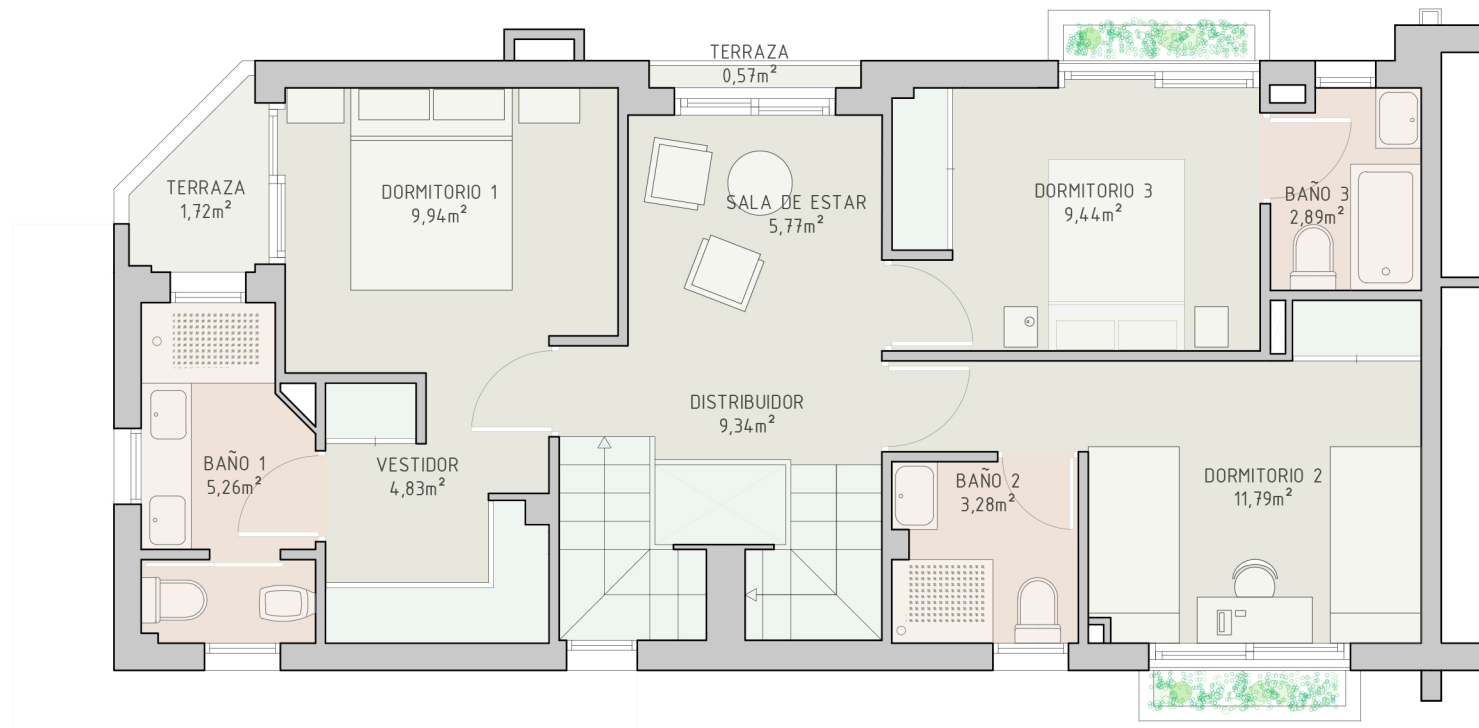 TERRAZA
0,57m²
TERRAZA
1,72m²
DORMITORIO 1
9,94m²
SALA DE ESTAR
5,77m²
DORMITORIO 3
9,44m²
BAÑO 3
2,89m²
DISTRIBUIDOR
9,34m²
BAÑO 1
5,26m²
VESTIDOR
4,83m²
BAÑO 2
3,28m²
DORMITORIO 2
11,79m²